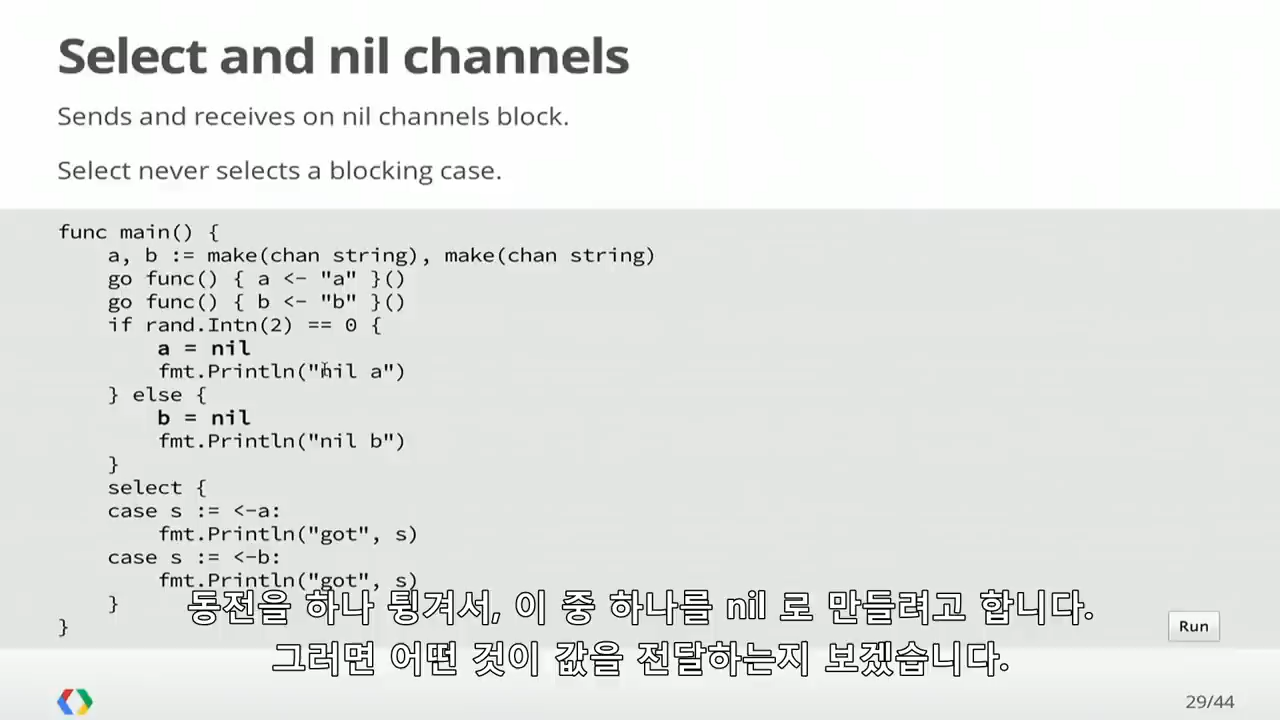 Select and nil channels
Sends and receives on nil channels block.
Select never selects a blocking case.
func main() {
    a, b := make(chan string), make(chan string)
    go func() { a <- "a" }()
    go func() { b <- "b" }()
    if rand.Intn(2) == 0 {
        a = nil
        fmt.Println("nil a")
    } else {
        b = nil
        fmt.Println("nil b")
    }
    select {
    case s := <-a:
        fmt.Println("got", s)
    case s := <-b:
        fmt.Println("got", s)
    }
}
동전을 하나 튕겨서, 이 중 하나를 nil 로 만들려고 합니다.
그러면 어떤 것이 값을 전달하는지 보겠습니다.
Run
29/44